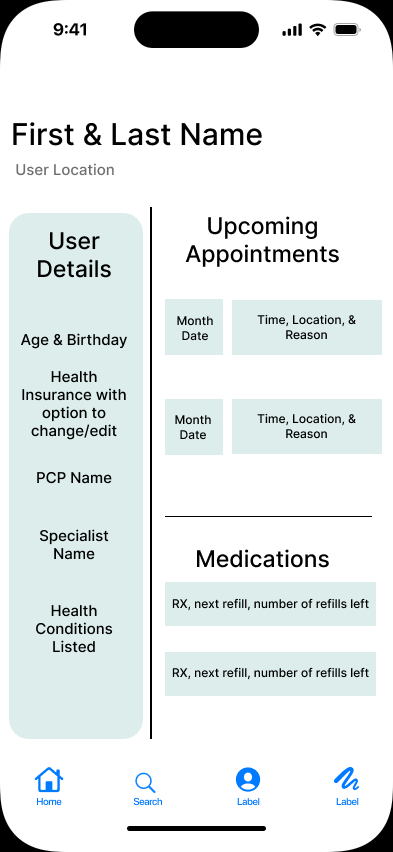 9:41
First & Last Name
User Location
User
Details
Age & Birthday
Health
Insurance with
option to
change/edit
PCP Name
Specialist
Name
Health
Conditions
Listed
Upcoming
Appointments
Month
Date
Time, Location, &
Reason
Month
Date
Time, Location, &
Reason
Medications
RX, next refill, number of refills left
RX, next refill, number of refills left
Home
Search
Label
Label